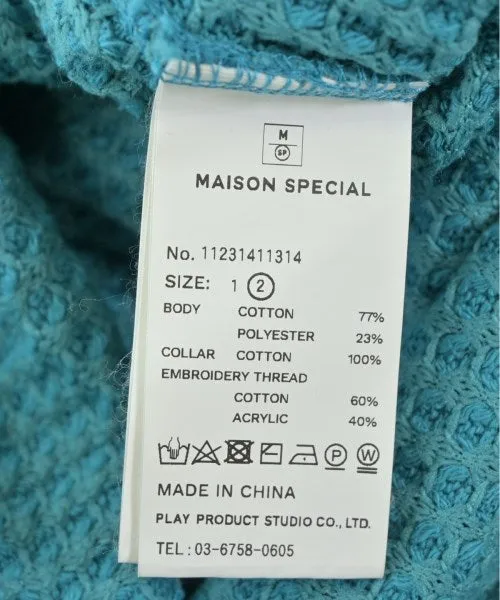 M
SP
MAISON SPECIAL
No. 11231411314
SIZE: 1 2
BODY COTTON 77%
POLYESTER 23%
COLLAR COTTON 100%
EMBROIDERY THREAD
COTTON 60%
ACRYLIC 40%
P W
MADE IN CHINA
PLAY PRODUCT STUDIO CO., LTD.
TEL : 03-6758-0605